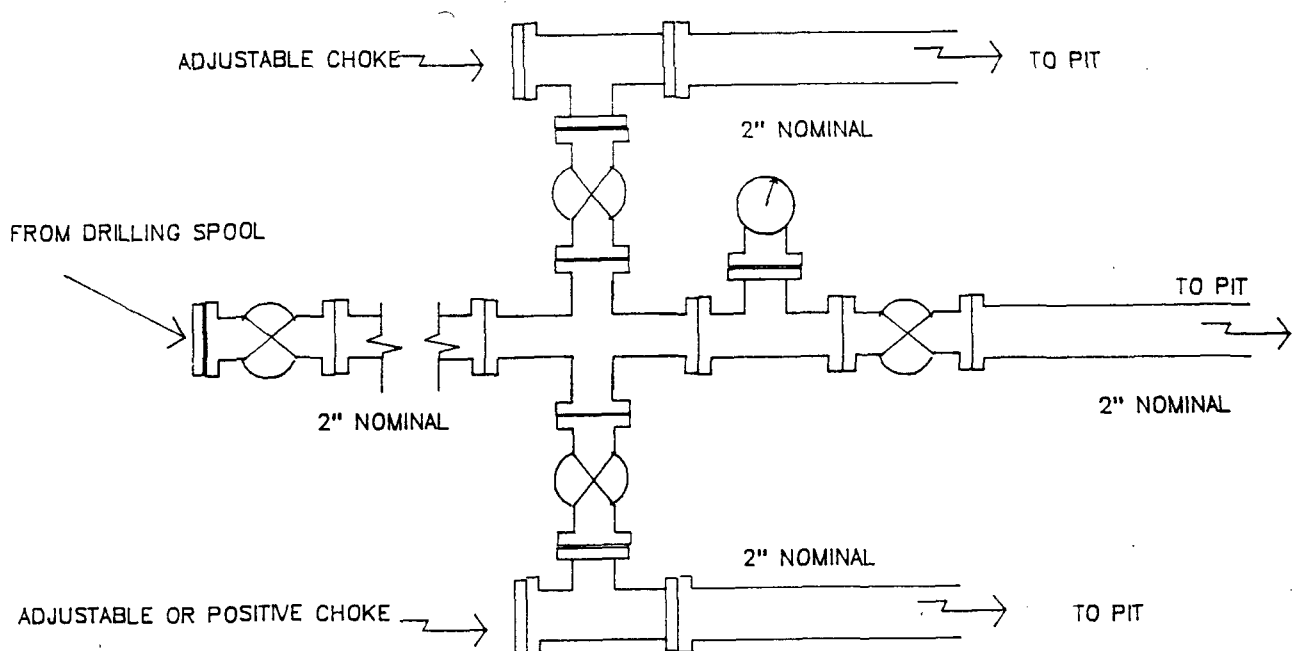 ADJUSTABLE CHOKE
TO PIT
2" NOMINAL
FROM DRILLING SPOOL
TO PIT
2" NOMINAL
2" NOMINAL
2" NOMINAL
ADJUSTABLE OR POSITIVE CHOKE
TO PIT